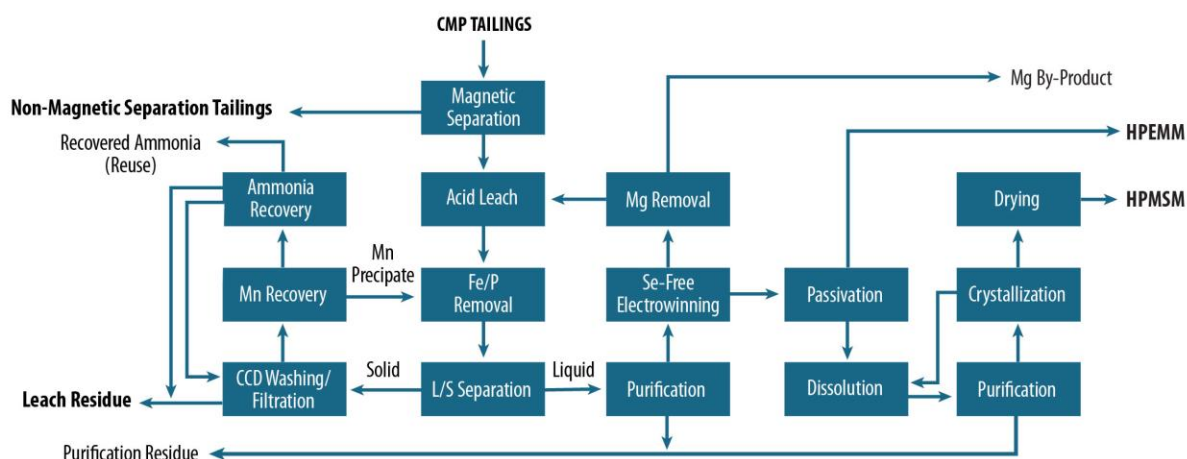 CMP TAILINGS
Magnetic
Separation
Mg By-Product
Non-Magnetic Separation Tailings
Recovered Ammonia
(Reuse)
HPEMM
Ammonia
Recovery
Acid Leach
Mg Removal
Drying
HPMSM
Mn
Precipate
Mn Recovery
Fe/P
Removal
Se-Free
Electrowinning
Passivation
Crystallization
CCD Washing/
Filtration
Solid
L/S Separation
Liquid
Purification
Dissolution
Purification
Leach Residue
Purification Residue